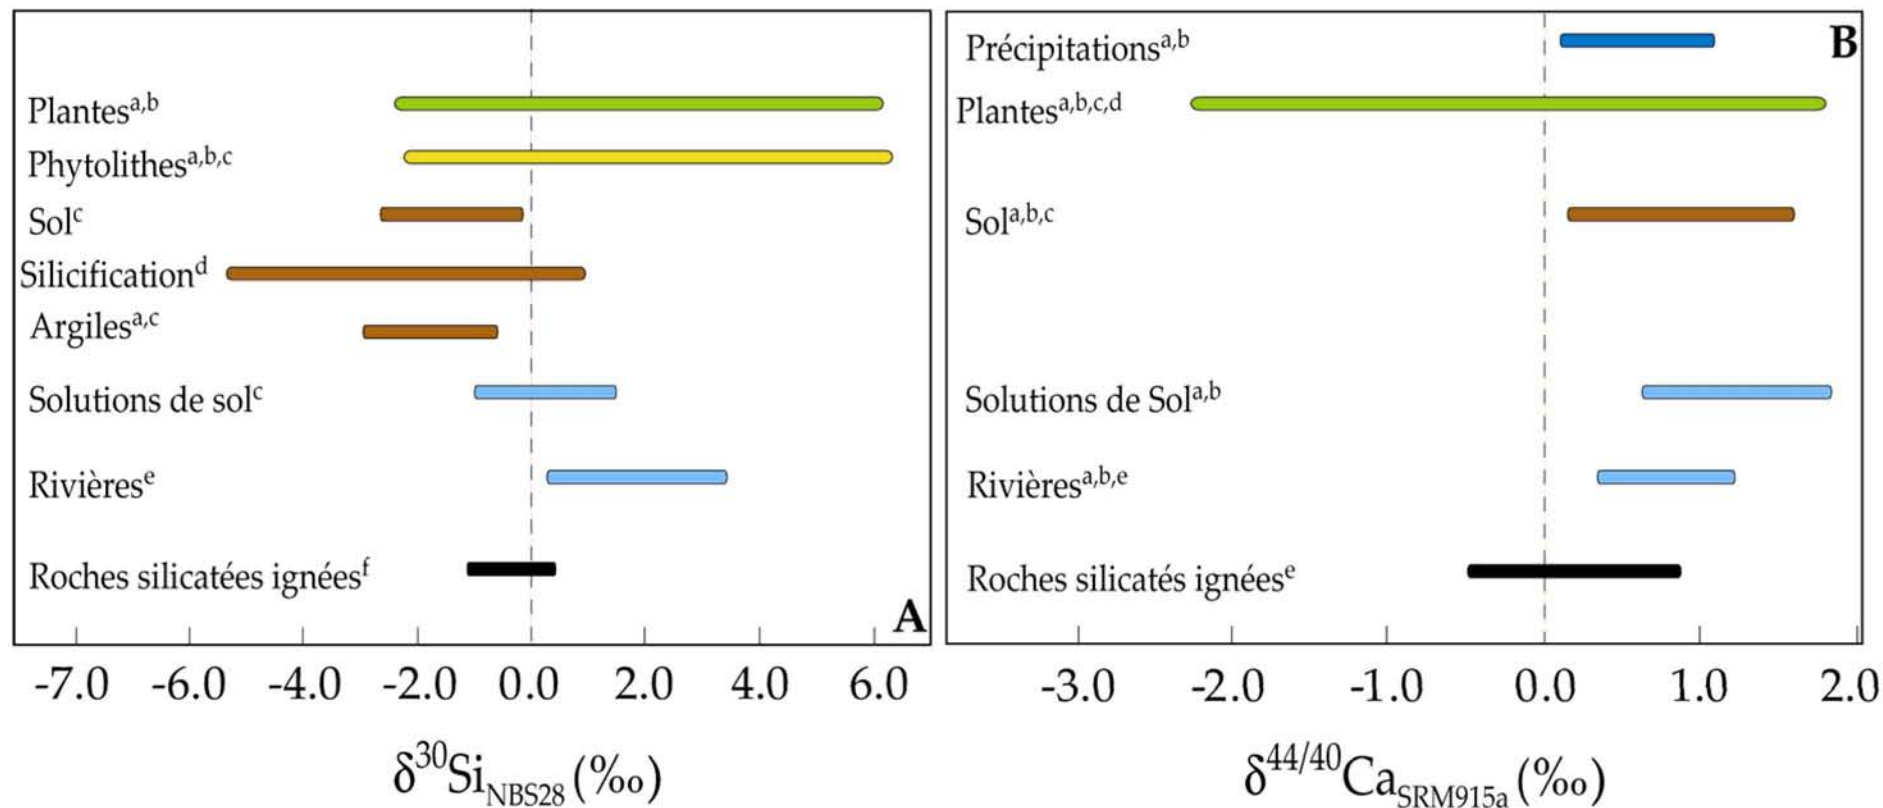 Plantesa,b
Phytolithesa,b,c
Solc
Silicificationd
Argilesa,c
Solutions de solc
Rivièrese
Roches silicatées ignéesf
A
-7.0 -6.0 -4.0 -2.0 0.0 2.0 4.0 6.0
δ30SiNBS28 (‰)
B
Précipitationsa,b
Plantesa,b,c,d
Sola,b,c
Solutions de Sola,b
Rivièresa,b,e
Roches silicatés ignéese
-3.0 -2.0 -1.0 0.0 1.0 2.0
δ44/40CaSRM915a (‰)